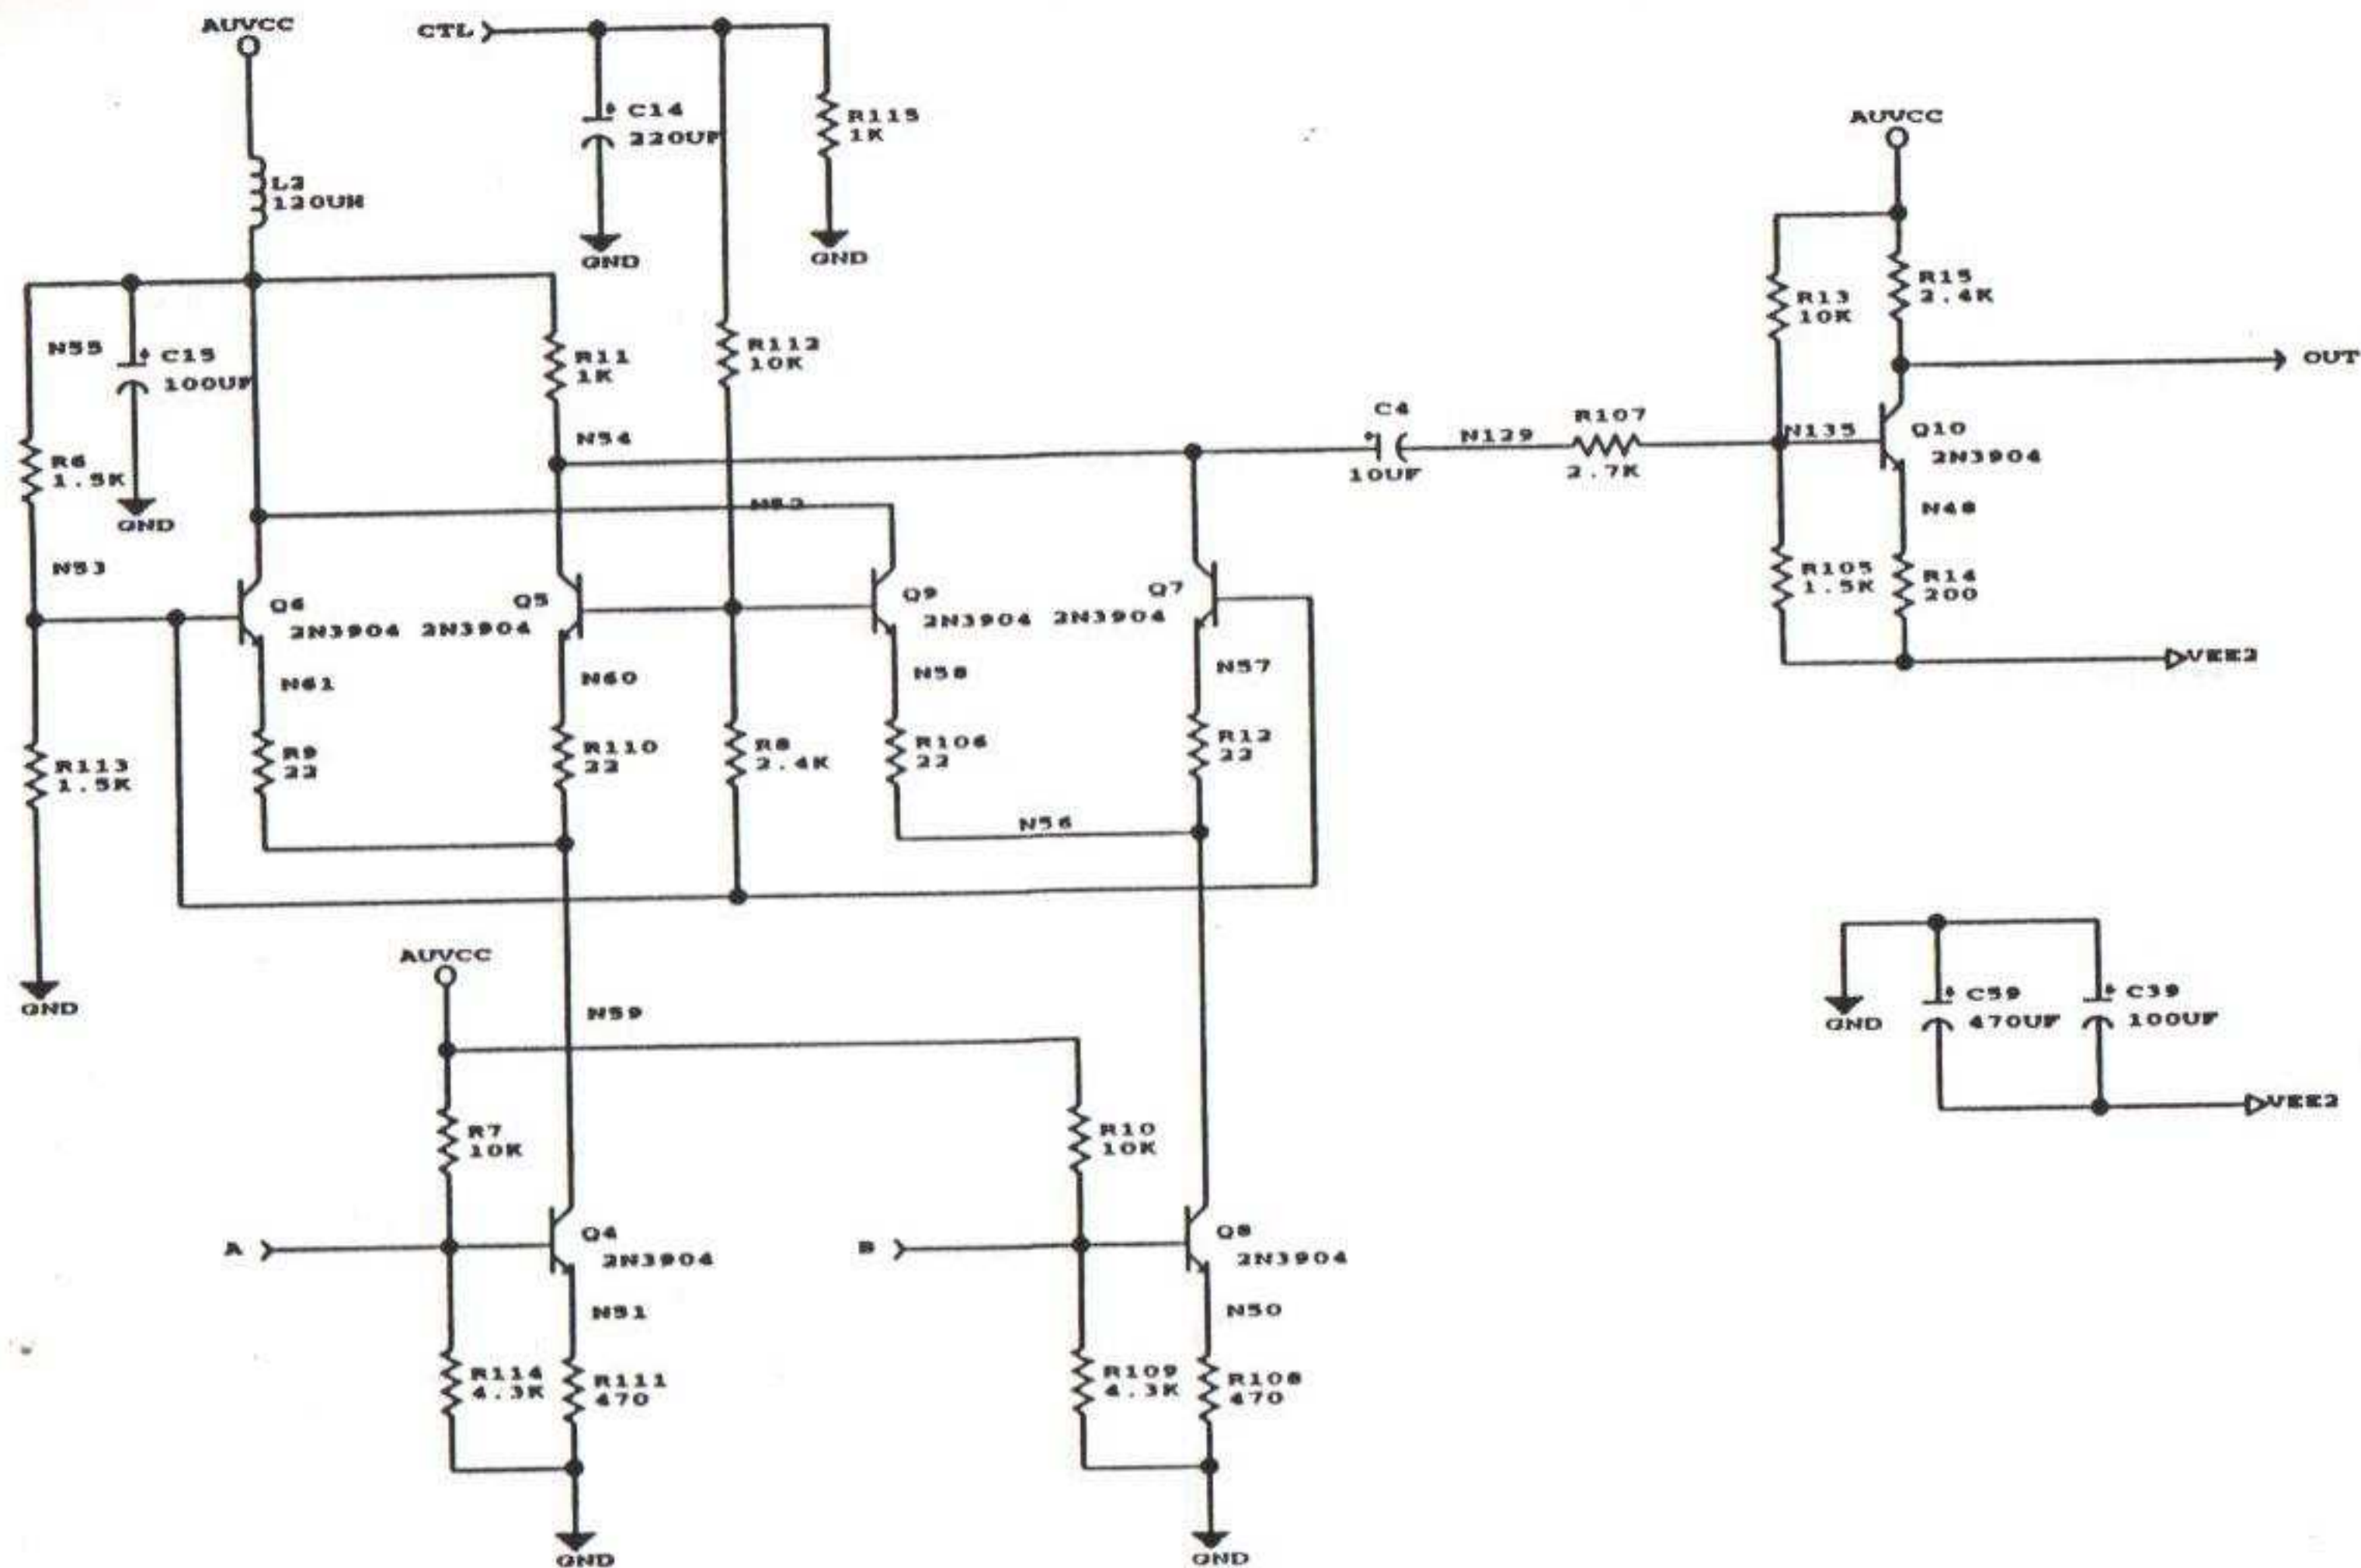 AUVCC
CTL
C14
220UF
R115
1K
AUVCC
L2
120UH
GND
GND
R13
10K
R15
2.4K
N55
C15
100UF
R11
1K
R112
10K
OUT
C4
10UF
N129
R107
2.7K
N135
Q10
2N3904
N54
R6
1.5K
GND
N52
N48
N53
Q6
2N3904
Q5
2N3904
Q9
2N3904
Q7
2N3904
R105
1.5K
R14
200
N61
N60
N58
N57
VEE2
R113
1.5K
R9
22
R110
22
R8
2.4K
R106
22
R12
22
N56
AUVCC
GND
N59
GND
C59
470UF
C39
100UF
VEE2
R7
10K
R10
10K
A
Q4
2N3904
B
Q8
2N3904
N51
N50
R114
4.3K
R111
470
R109
4.3K
R108
470
GND
GND